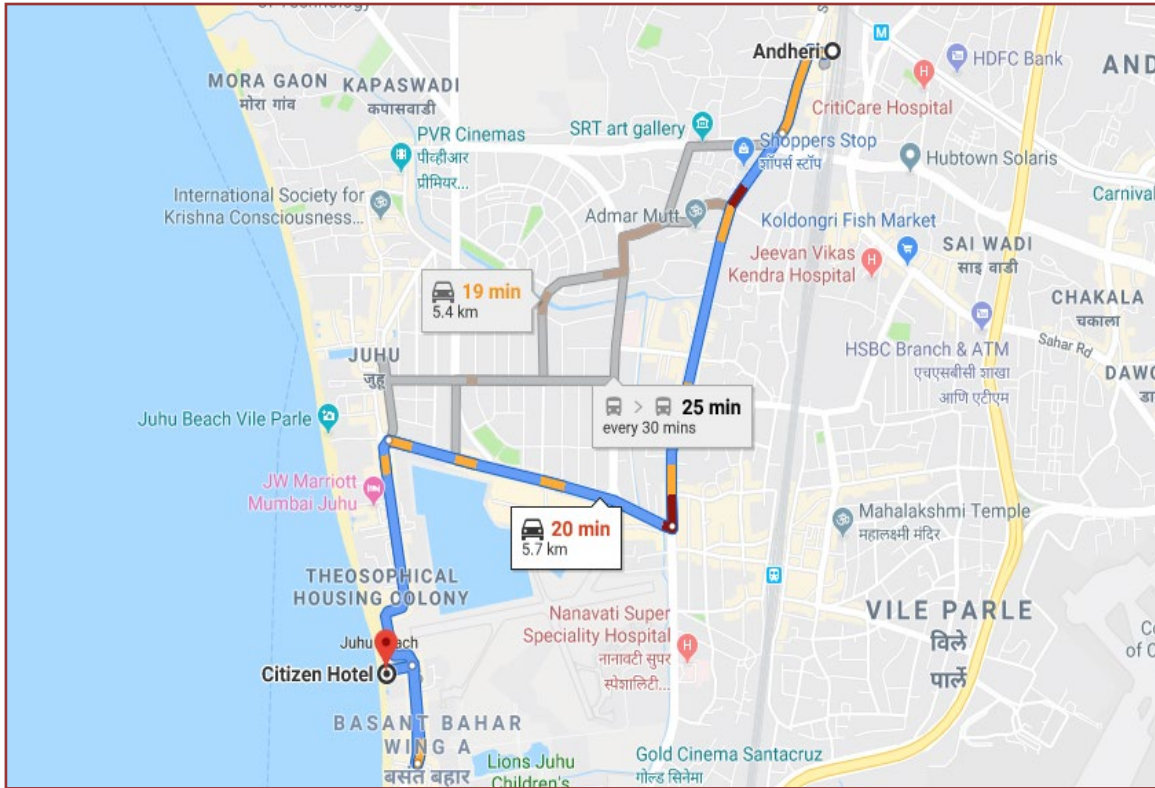 Andheri
M
HDFC Bank
MORA GAON
मोरा गांव
KAPASWADI
कपासवाडी
AND
H
CritiCare Hospital
SRT art gallery
PVR Cinemas
पीव्हीआर
प्रीमियर...
Shoppers Stop
शॉपर्स स्टॉप
Hubtown Solaris
Carnival
International Society for
Krishna Consciousness...
Admar Mutt
Koldongri Fish Market
Jeevan Vikas
Kendra Hospital
H
SAI WADI
साइ वाडी
19 min
5.4 km
CHAKALA
चकाला
Sahar Rd
HSBC Branch & ATM
एचएसबीसी शाखा
आणि एटीएम
JUHU
जुहू
DAWO
डा
> 25 min
every 30 mins
Juhu Beach Vile Parle
JW Marriott
Mumbai Juhu
20 min
5.7 km
Mahalakshmi Temple
महालक्ष्मी मंदिर
THEOSOPHICAL
HOUSING COLONY
Nanavati Super
Speciality Hospital
नानावटी सुपर
स्पेशालिटी...
H
VILE PARLE
विले
पार्ले
Co
of C
Juhu Beach
Citizen Hotel
BASANT BAHAR
WING A
बसंत बहार
Lions Juhu
Children's
Gold Cinema Santacruz
गोल्ड सिनेमा